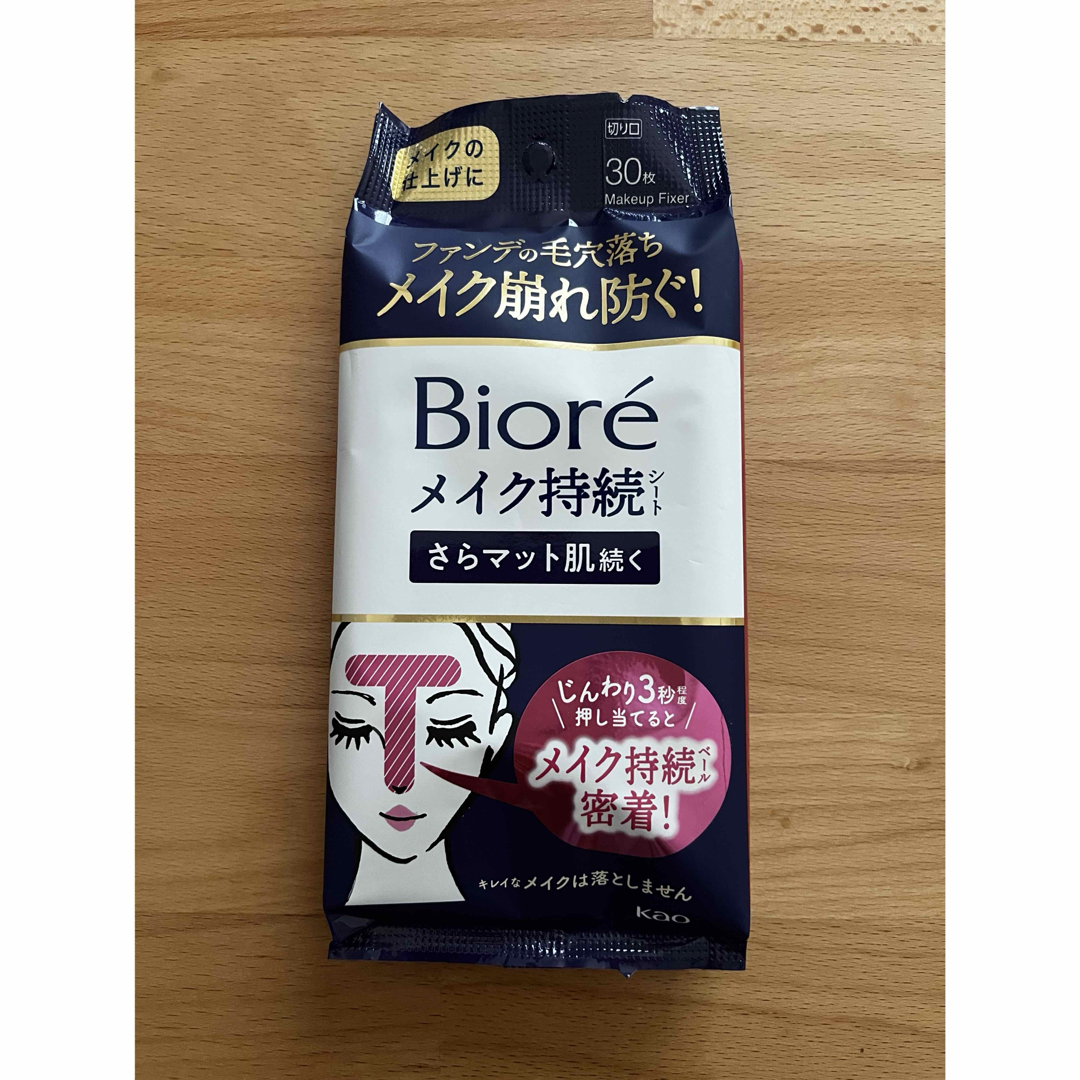 メイクの
仕上げに
切り口
30枚
Makeup Fixer
ファンデの毛穴落ち
メイク崩れ防ぐ!
Bioré
メイク持続シート
さらマット肌続く
じんわり3秒程度
押し当てると
メイク持続ベール
密着!
キレイなメイクは落としません
kao